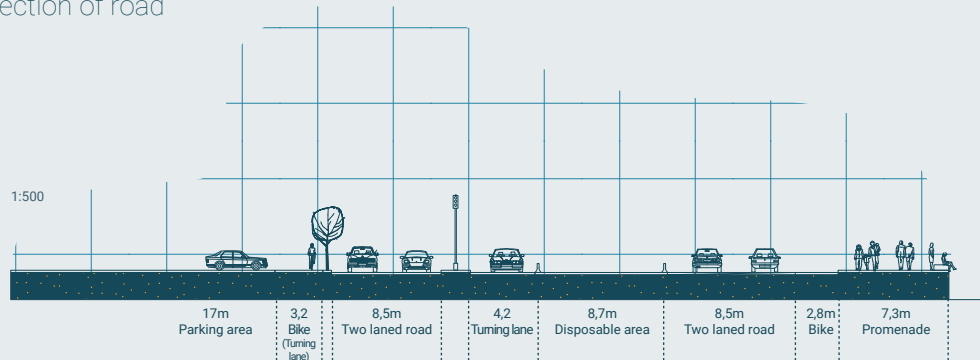 ection of road
1:500
17m
Parking area
3,2
Bike
(Turning
lane)
8,5m
Two laned road
4,2
Turning lane
8,7m
Disposable area
8,5m
Two laned road
2,8m
Bike
7,3m
Promenade